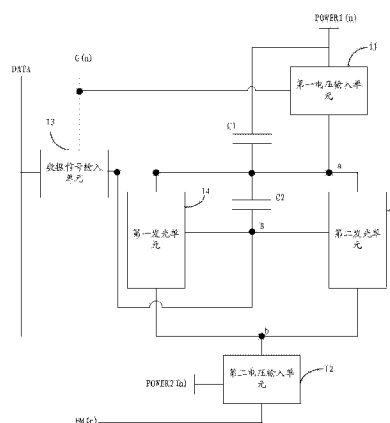 POWER1(n)
11
第一电压输入单
元
G(n)
DATA
13
数据信号输入
单元
C1
a
14
C2
第一发光单
元
g
第二发光单
元
b
第二电压输入单
元
12
POWER2(n)
EM(n)